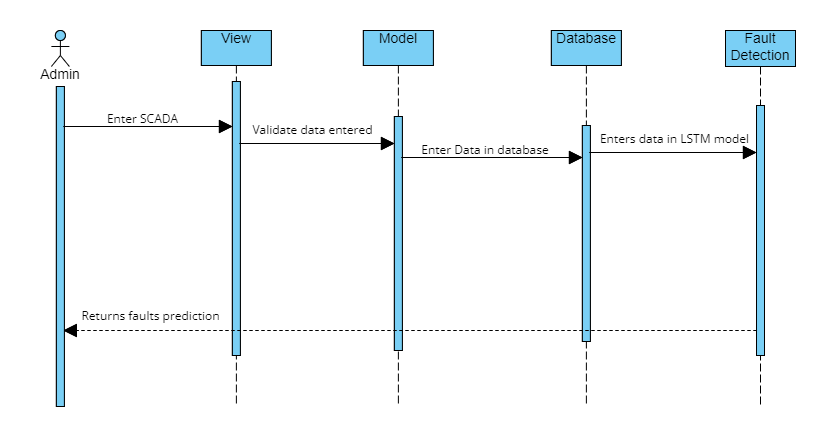 Admin
View
Model
Database
Fault
Detection
Enter SCADA
Validate data entered
Enter Data in database
Enters data in LSTM model
Returns faults prediction